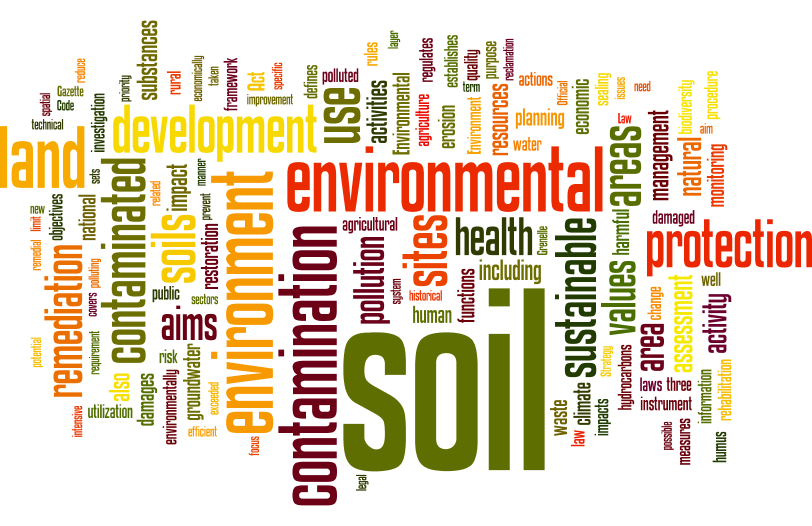 reduce
Gazette
spatial
Code
technical
investigation
priority
substances
rural
economically
taken
framework
Act
specific
improvement
defines
polluted
use
rules
layer
activities
Environmental
regulates
agriculture
establishes
erosion
term
quality
purpose
reclamation
Environment
resources
actions
planning
water
Official
economic
sealing
issues
need
Law
areas
management
biodiversity
procedure
aim
natural
monitoring
land
development
sets
contaminated
related
impact
manner
soils
prevent
restoration
environment
environmental
new
limit
objectives
national
remedial
remediation
covers
polluting
public
sectors
aims
agricultural
pollution
system
sites
historical
human
health
Grenelle
including
functions
sustainable
harmful
values
damaged
protection
well
area
change
assessment
activity
potential
requirement
risk
groundwater
also
utilization
damages
environmentally
exceeded
efficient
intensive
focus
contamination
soil
legal
Strategy
hydrocarbons
laws three
instrument
waste
law
climate
impacts
possible
measures
information
humus
rehabilitation